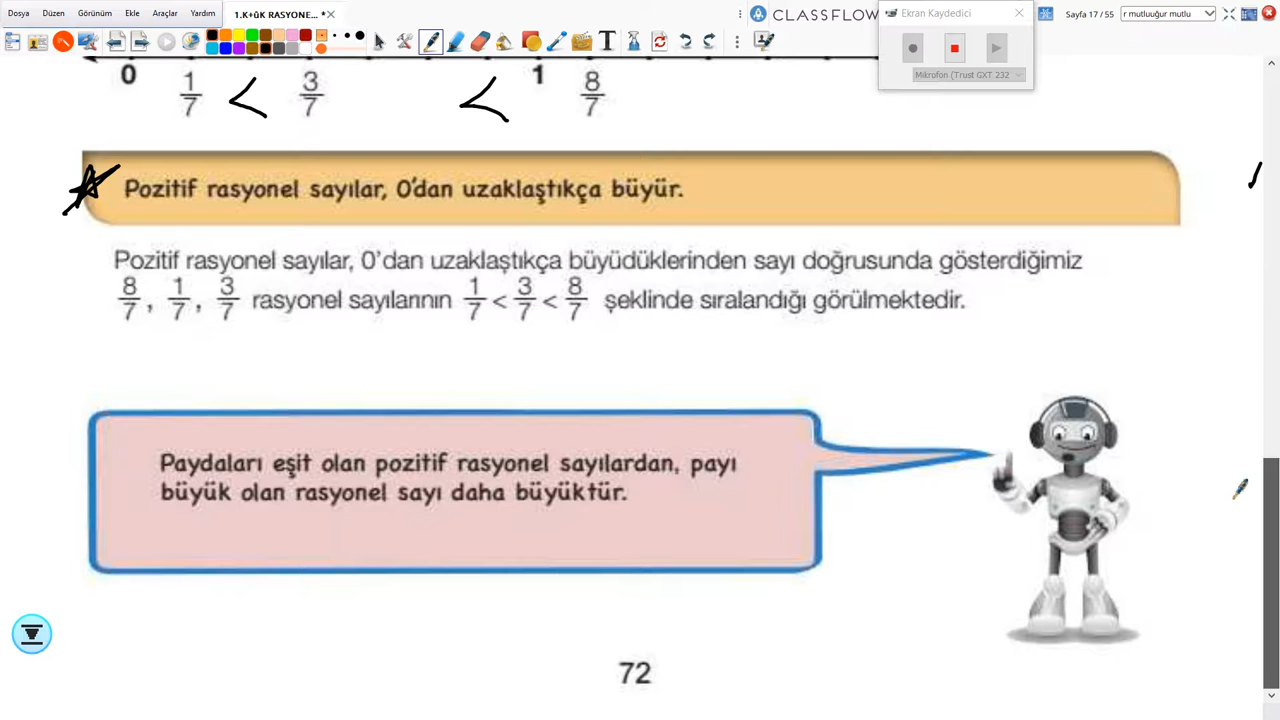 Dosya Düzen Görünüm Ekle Araçlar Yardım 1.K+ûK RASYONE... * CLASSFLOW Ekran Kaydedici Sayfa 17 / 55 r mutluuğur mutlu
Mikrofon (Trust GXT 232
0 1/7 < 3/7 < 1 8/7
Pozitif rasyonel sayılar, 0'dan uzaklaştıkça büyür.
Pozitif rasyonel sayılar, 0'dan uzaklaştıkça büyüdüklerinden sayı doğrusunda gösterdiğimiz
8/7, 1/7, 3/7 rasyonel sayılarının 1/7 < 3/7 < 8/7 şeklinde sıralandığı görülmektedir.
Paydaları eşit olan pozitif rasyonel sayılardan, payı
büyük olan rasyonel sayı daha büyüktür.
72